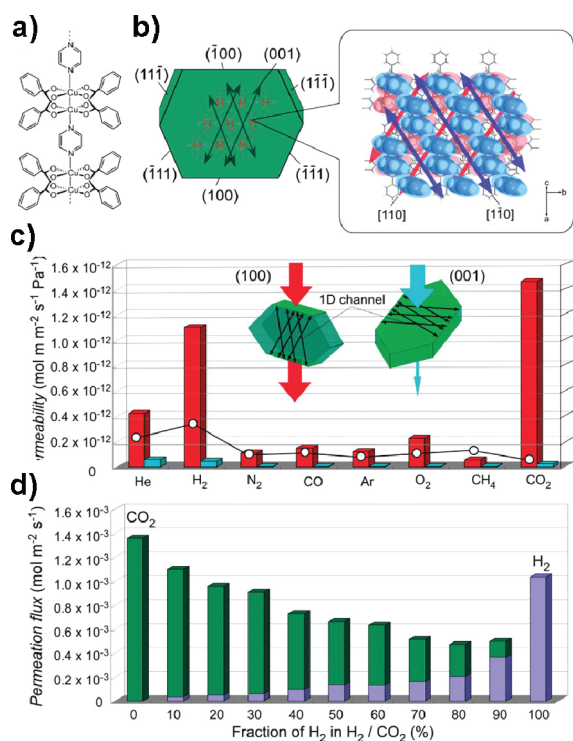 a)
b)
(1̄00)
(001)
(111̄)
(11̄1̄)
(1̄11)
(1̄1̄1)
(100)
Cu
Cu
N
N
O
[110]
[11̄0]
c
b
a
c)
rmeability (mol m m⁻² s⁻¹ Pa⁻¹)
1.6 x 10⁻¹²
1.4 x 10⁻¹²
1.2 x 10⁻¹²
1.0 x 10⁻¹²
0.8 x 10⁻¹²
0.6 x 10⁻¹²
0.4 x 10⁻¹²
0.2 x 10⁻¹²
0
(100)
1D channel
(001)
He H₂ N₂ CO Ar O₂ CH₄ CO₂
d)
Permeation flux (mol m⁻² s⁻¹)
1.6 x 10⁻³
1.4 x 10⁻³
1.2 x 10⁻³
1.0 x 10⁻³
0.8 x 10⁻³
0.6 x 10⁻³
0.4 x 10⁻³
0.2 x 10⁻³
0
CO₂
H₂
0 10 20 30 40 50 60 70 80 90 100
Fraction of H₂ in H₂ / CO₂ (%)